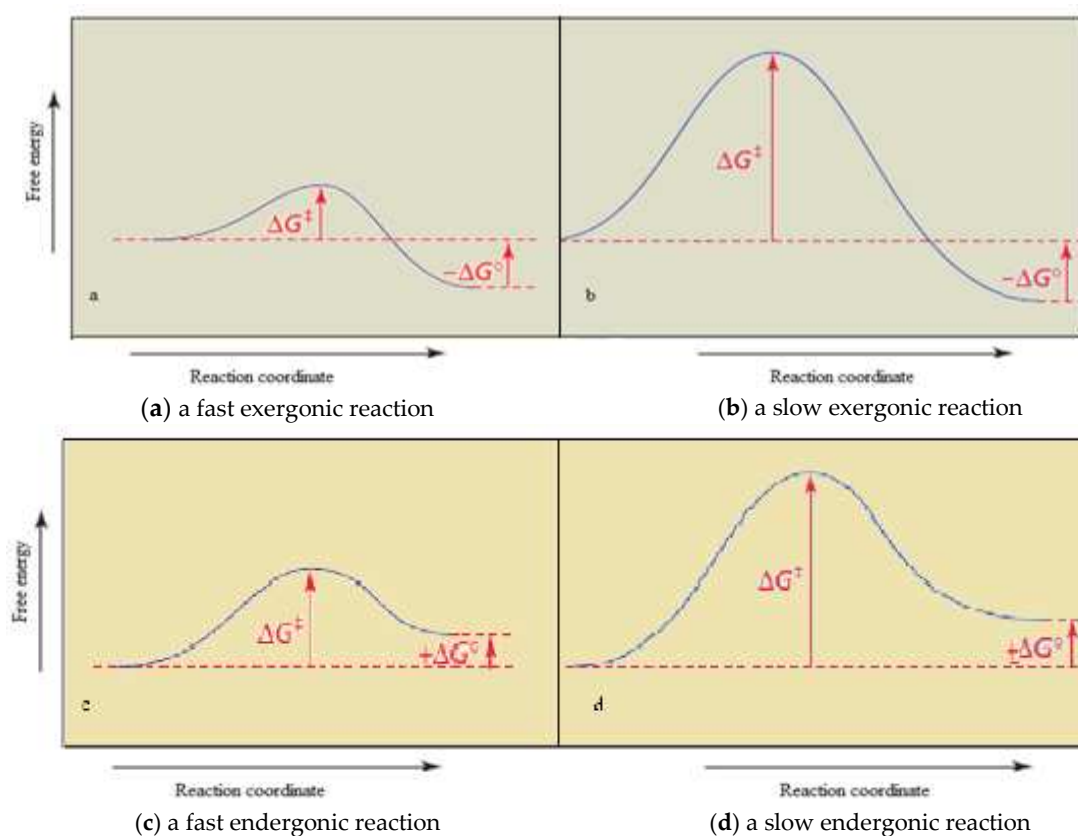 Free energy
ΔG‡
−ΔG°
a
ΔG‡
−ΔG°
b
Reaction coordinate
Reaction coordinate
(a) a fast exergonic reaction
(b) a slow exergonic reaction
Free energy
ΔG‡
+ΔG°
c
ΔG‡
±ΔG°
d
Reaction coordinate
Reaction coordinate
(c) a fast endergonic reaction
(d) a slow endergonic reaction